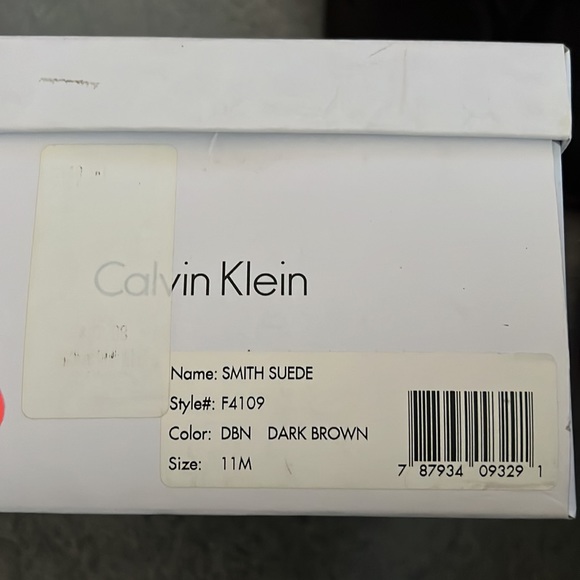 Calvin Klein
Name: SMITH SUEDE
Style#: F4109
Color: DBN DARK BROWN
Size: 11M
7 87934 09329 1